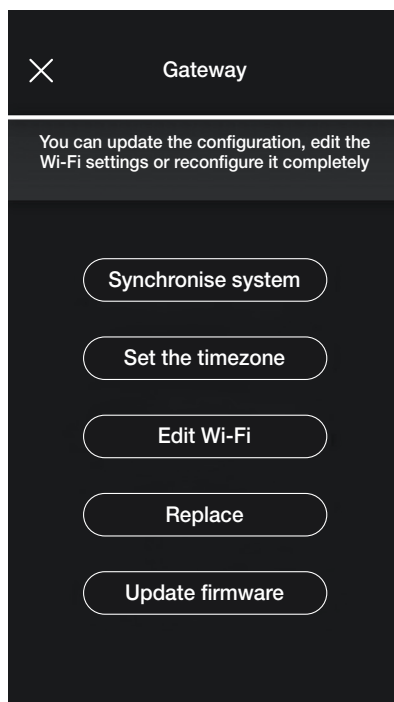 Gateway
You can update the configuration, edit the
Wi-Fi settings or reconfigure it completely
Synchronise system
Set the timezone
Edit Wi-Fi
Replace
Update firmware